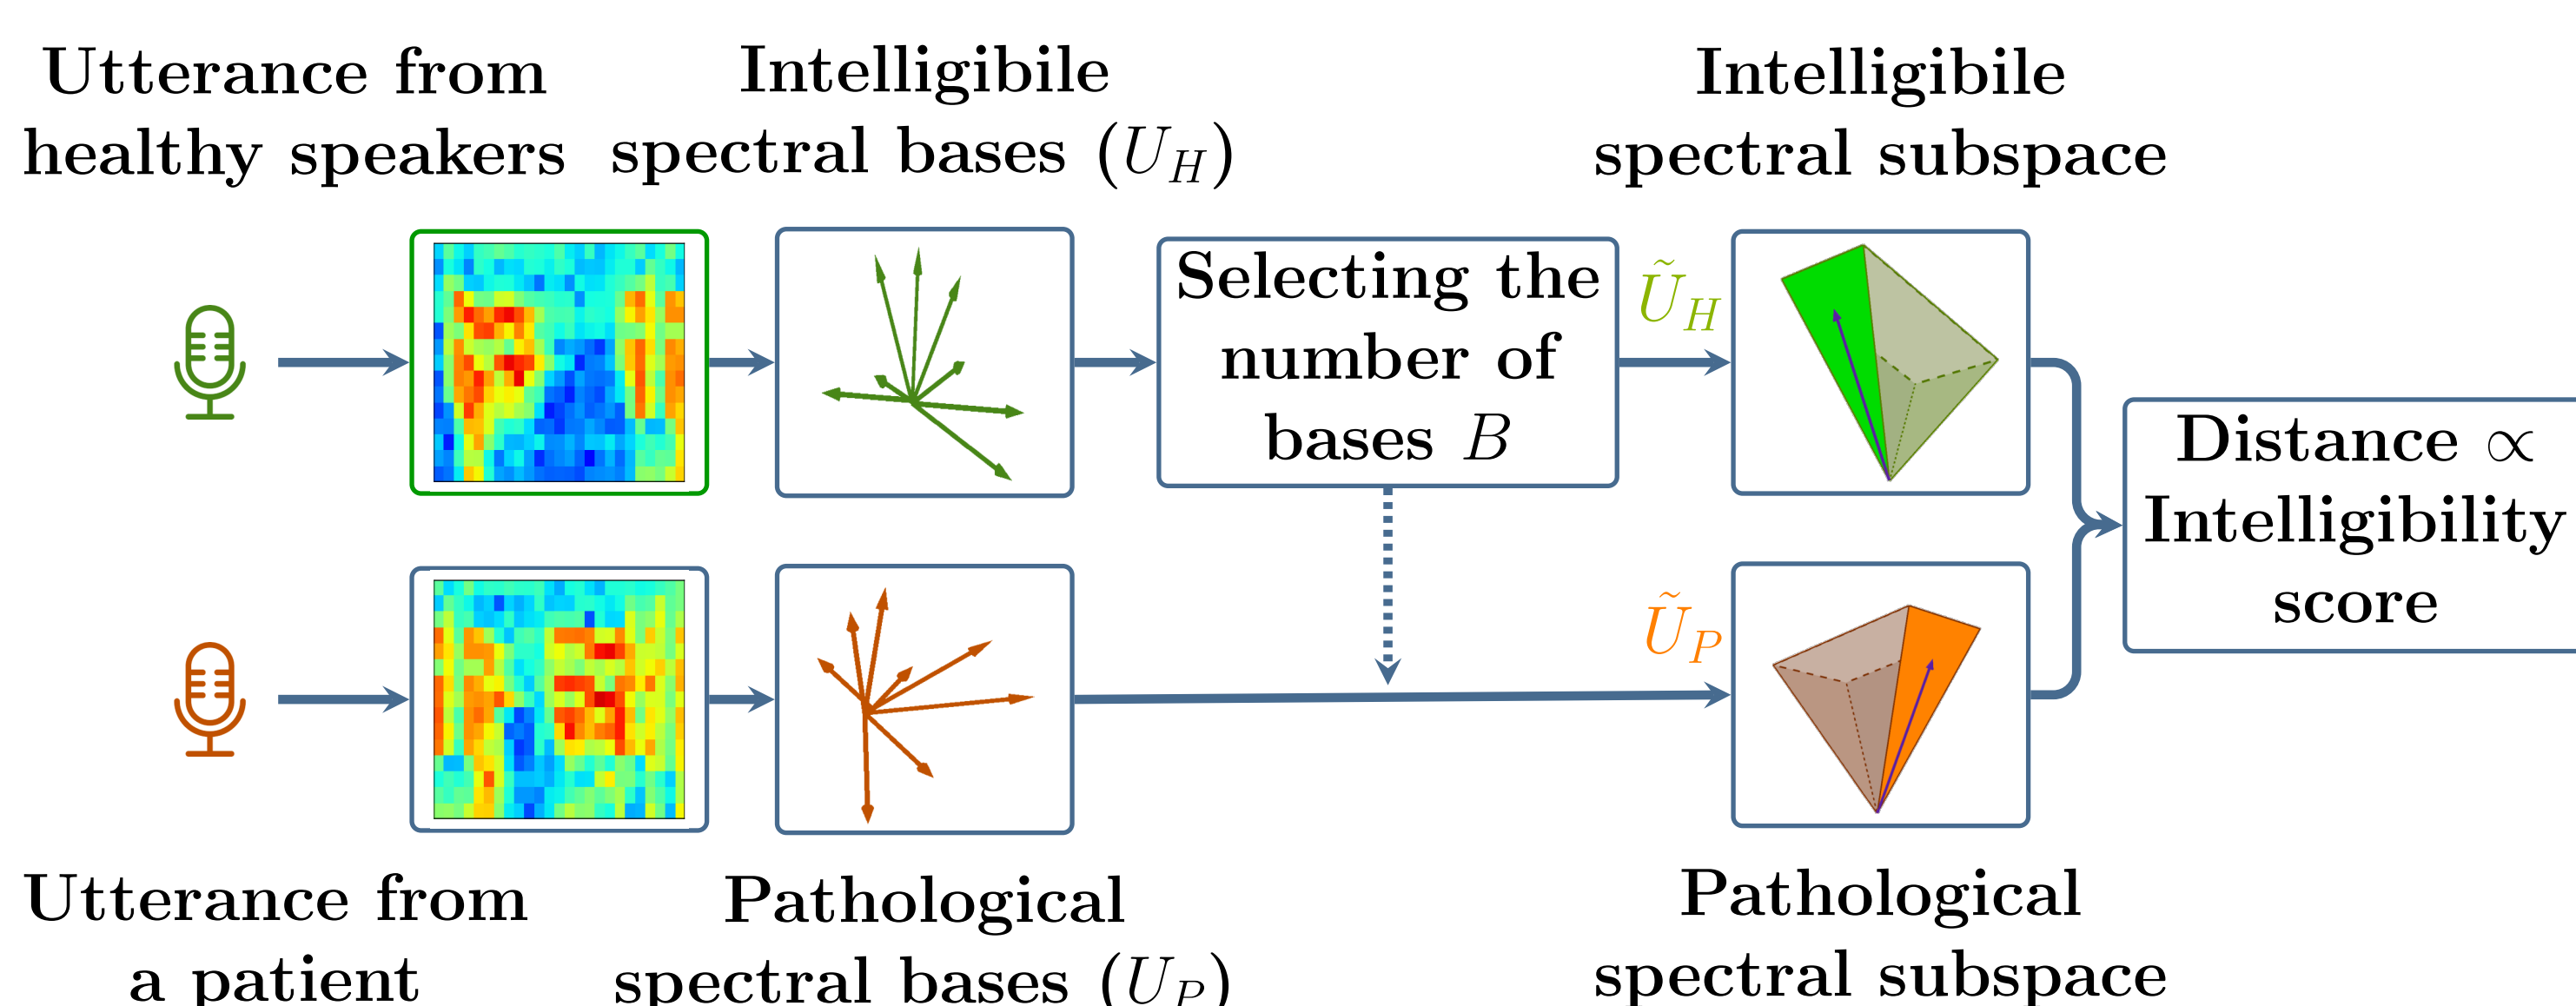 Utterance from
healthy speakers
Intelligibile
spectral bases (U_H)
Intelligibile
spectral subspace
Selecting the
number of
bases B
Ũ_H
Distance ∝
Intelligibility
score
Ũ_P
Utterance from
a patient
Pathological
spectral bases (U_P)
Pathological
spectral subspace